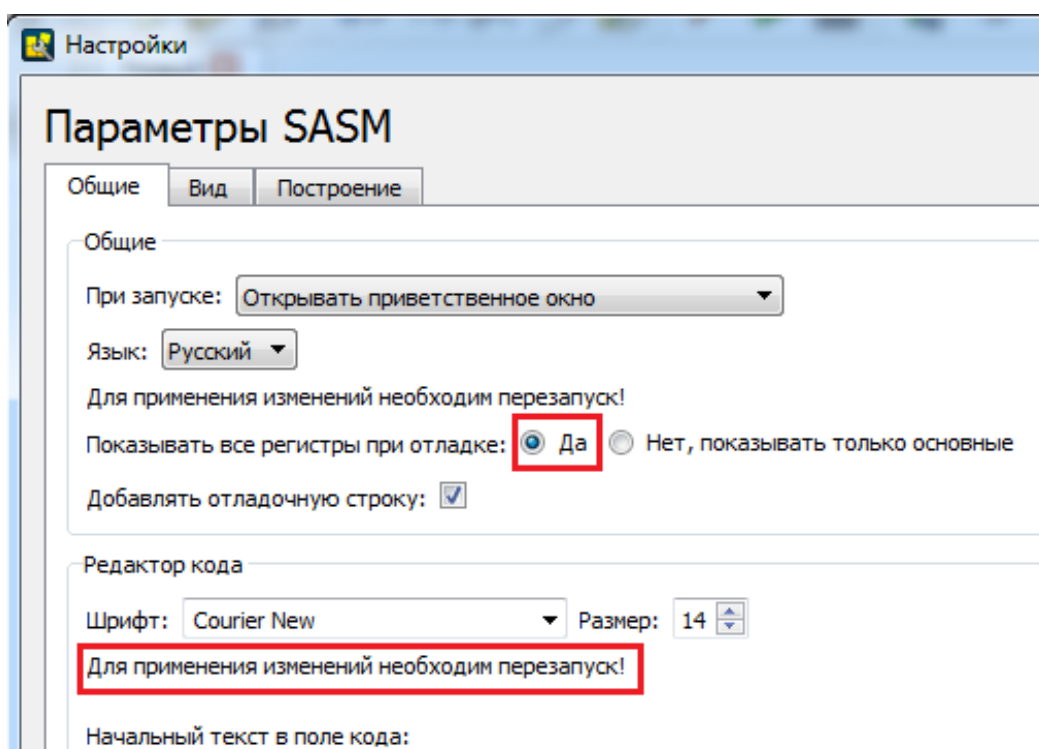 Настройки
Параметры SASM
Общие Вид Построение
Общие
При запуске: Открывать приветственное окно
Язык: Русский
Для применения изменений необходим перезапуск!
Показывать все регистры при отладке: Да Нет, показывать только основные
Добавлять отладочную строку:
Редактор кода
Шрифт: Courier New Размер: 14
Для применения изменений необходим перезапуск!
Начальный текст в поле кода: